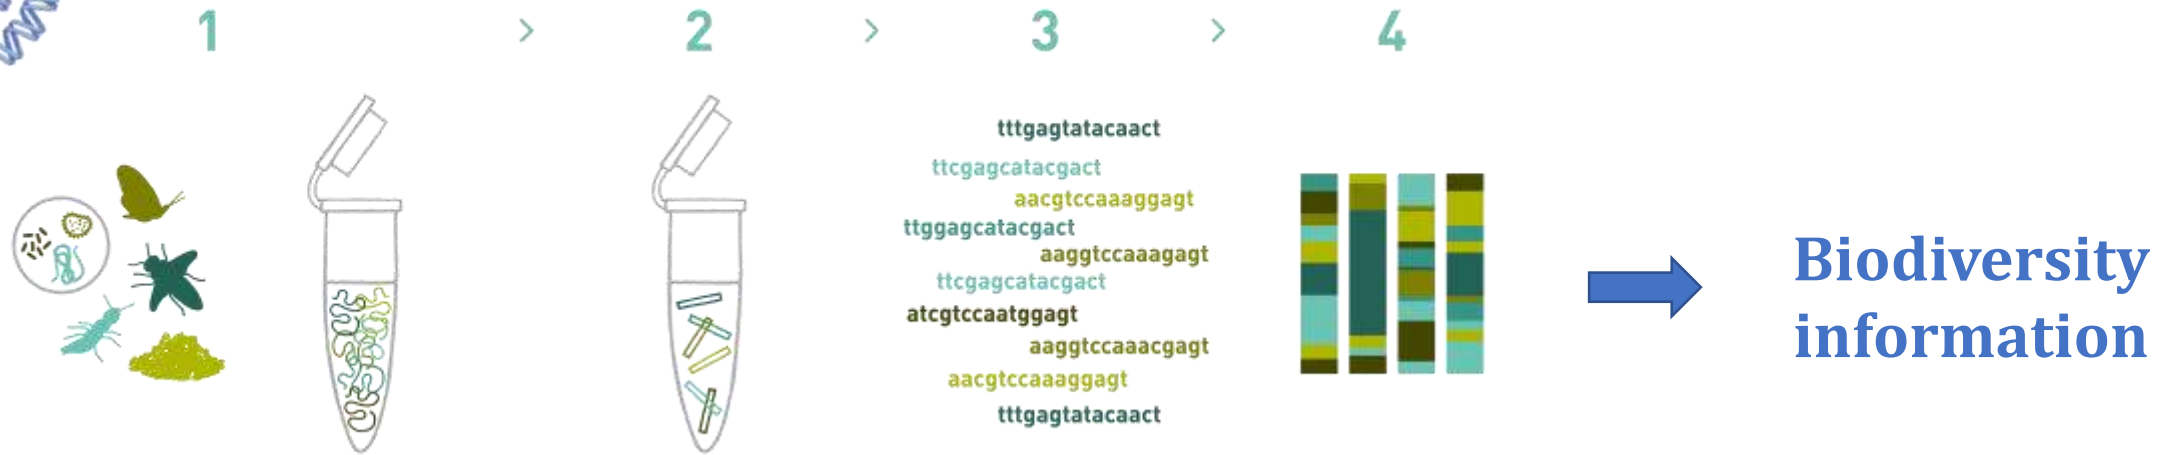 1 > 2 > 3 > 4
tttgagtatacaact
ttcgagcatacgact
aacgtccaaaggagt
ttggagcatacgact
aaggtccaaagagt
ttcgagcatacgact
atcgtccaatggagt
aaggtccaaacgagt
aacgtccaaaggagt
tttgagtatacaact
Biodiversity
information